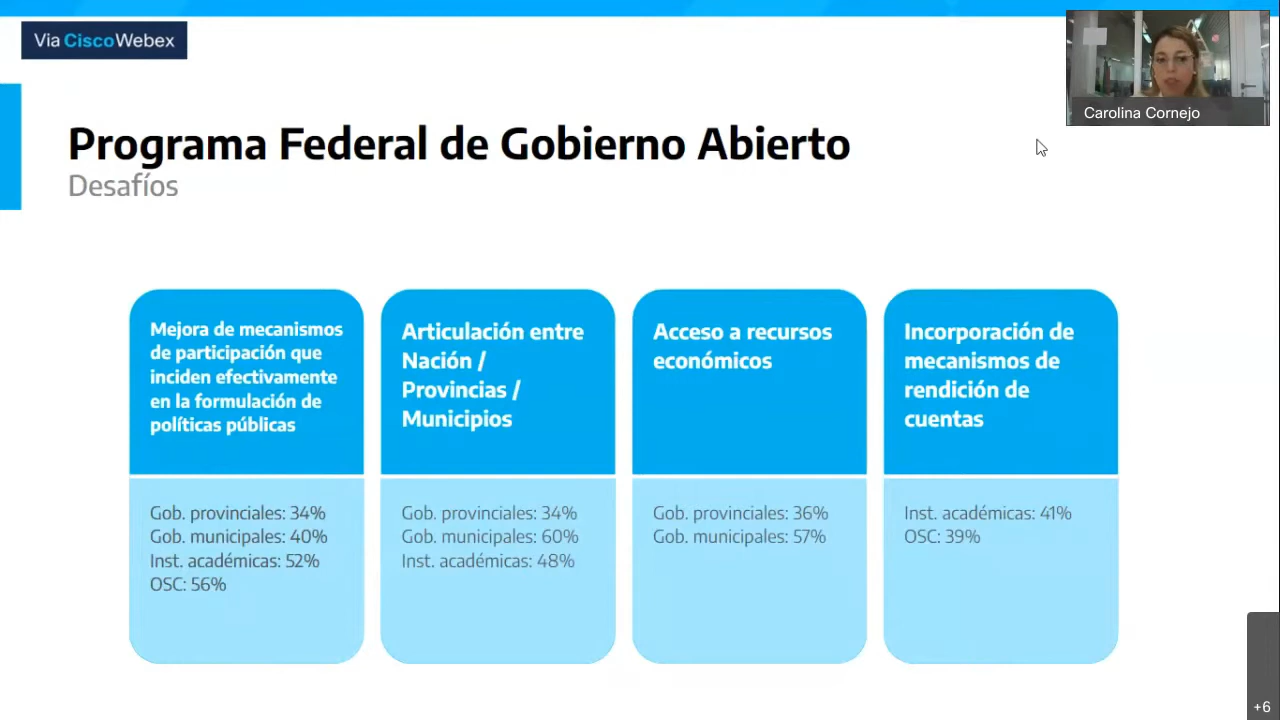 Via Cisco Webex
Carolina Cornejo
Programa Federal de Gobierno Abierto
Desafíos
Mejora de mecanismos
de participación que
inciden efectivamente
en la formulación de
políticas públicas
Gob. provinciales: 34%
Gob. municipales: 40%
Inst. académicas: 52%
OSC: 56%
Articulación entre
Nación /
Provincias /
Municipios
Gob. provinciales: 34%
Gob. municipales: 60%
Inst. académicas: 48%
Acceso a recursos
económicos
Gob. provinciales: 36%
Gob. municipales: 57%
Incorporación de
mecanismos de
rendición de
cuentas
Inst. académicas: 41%
OSC: 39%
+6